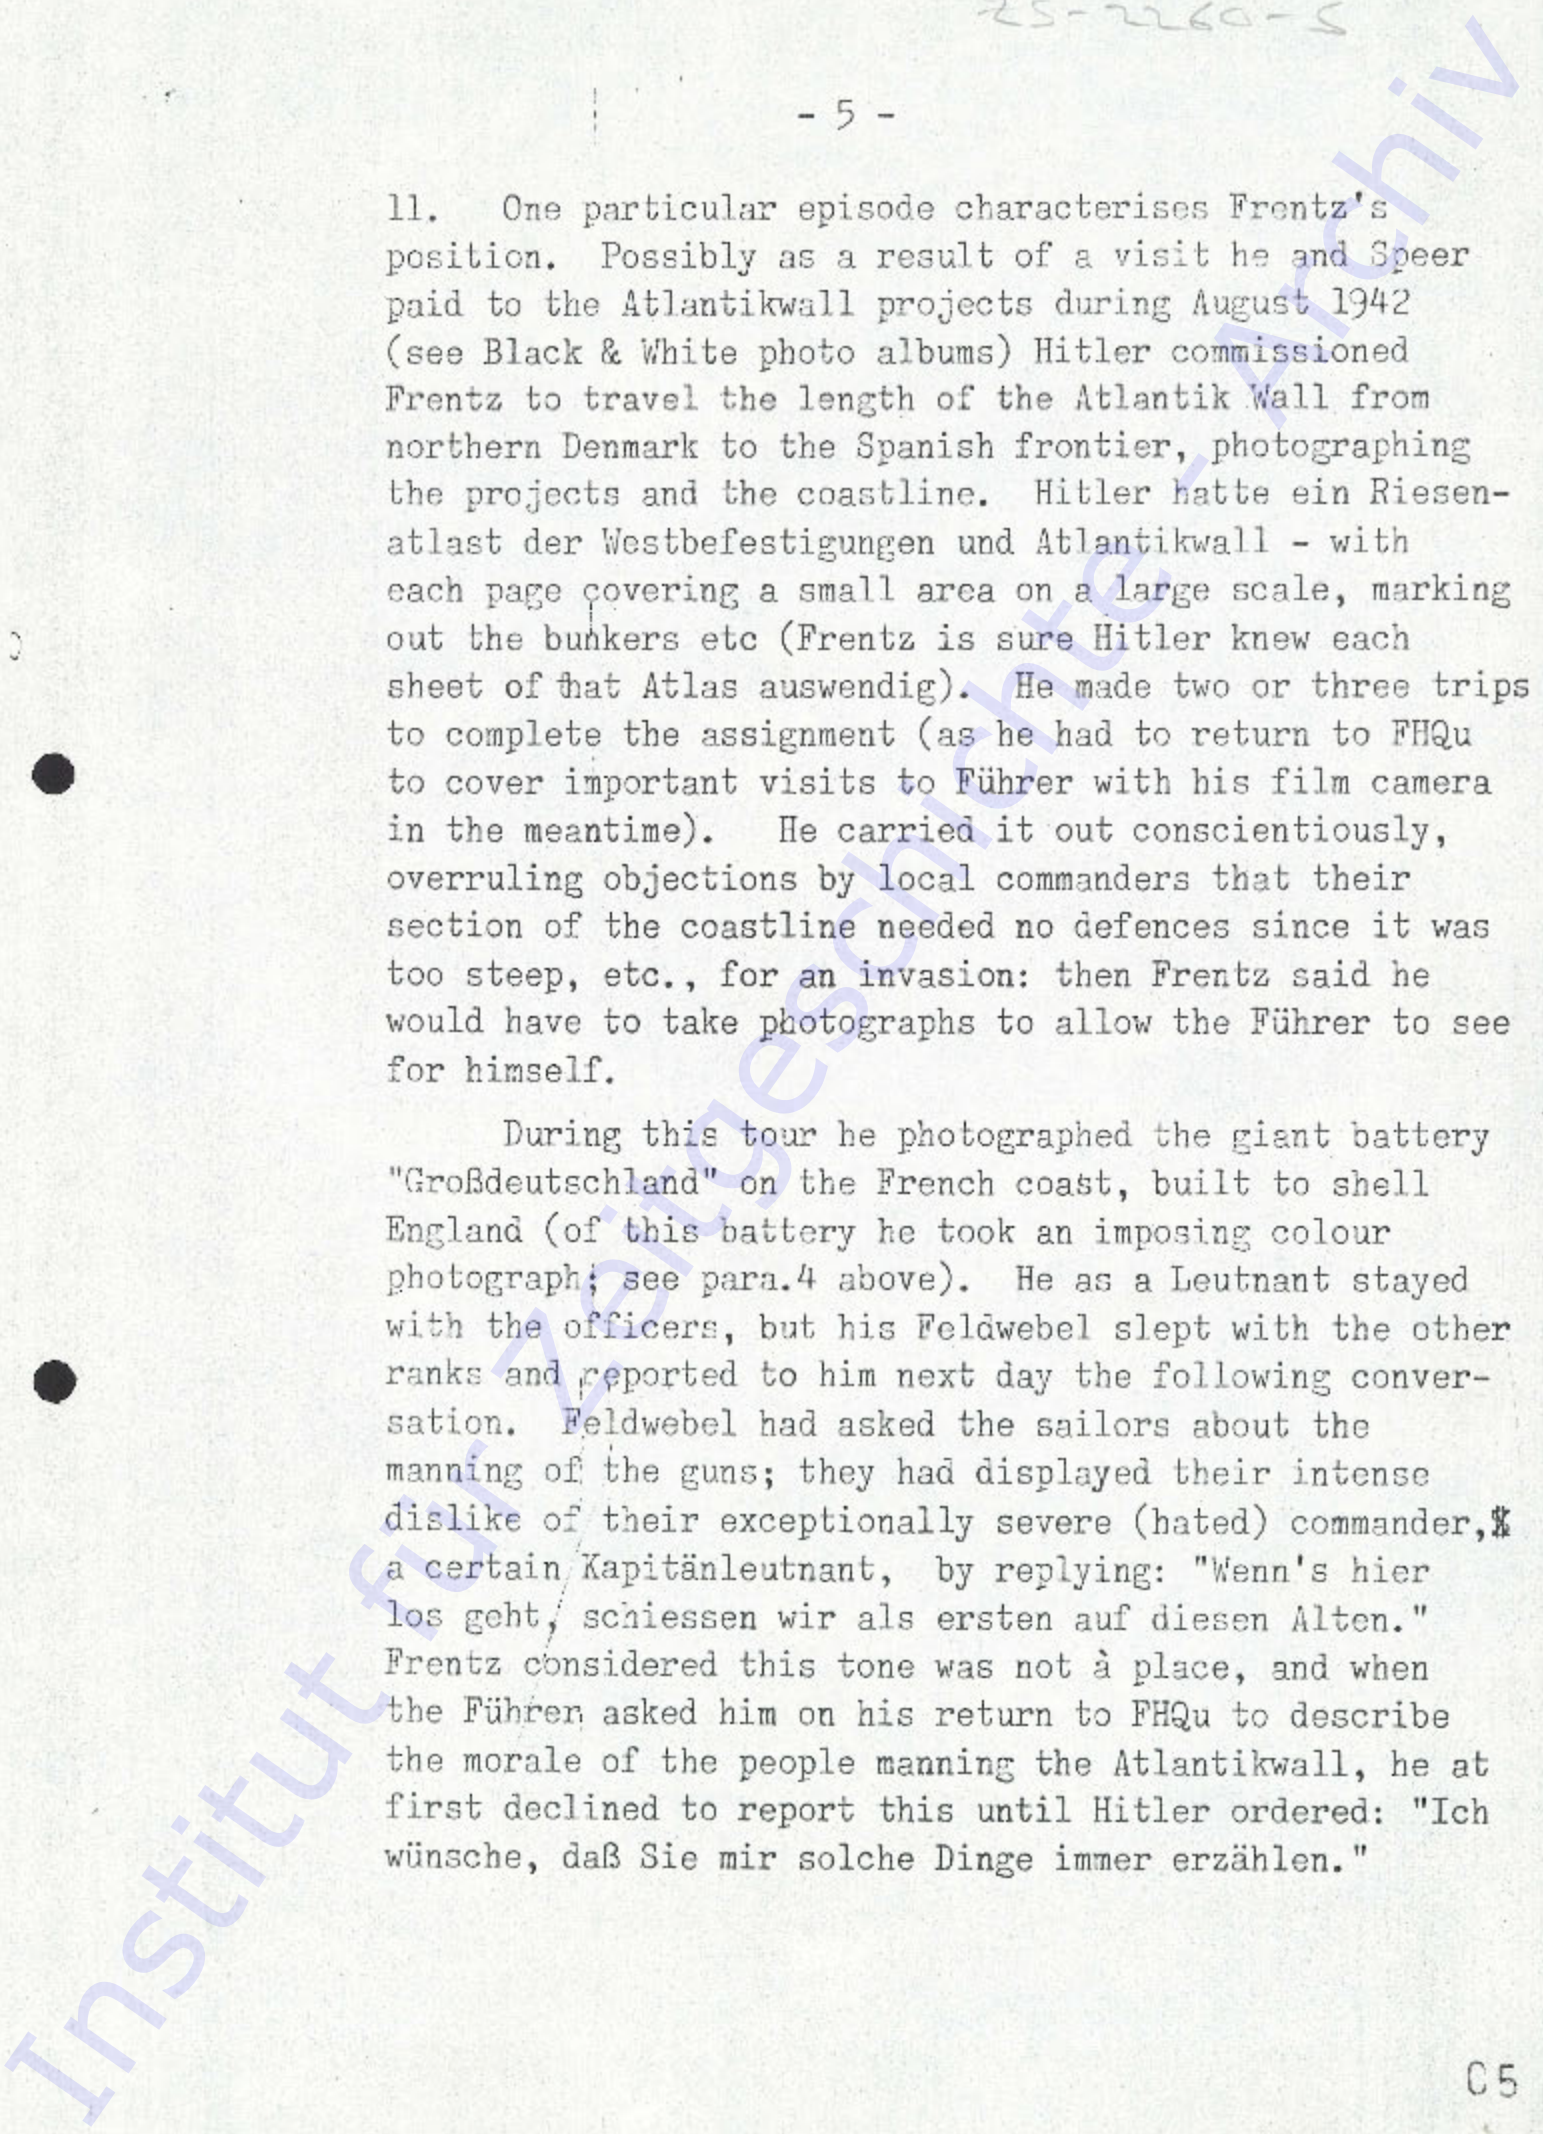 ZS-2260-5
- 5 -
11. One particular episode characterises Frentz's
position. Possibly as a result of a visit he and Speer
paid to the Atlantikwall projects during August 1942
(see Black & White photo albums) Hitler commissioned
Frentz to travel the length of the Atlantik Wall from
northern Denmark to the Spanish frontier, photographing
the projects and the coastline. Hitler hatte ein Riesen-
atlast der Westbefestigungen und Atlantikwall - with
each page covering a small area on a large scale, marking
out the bunkers etc (Frentz is sure Hitler knew each
sheet of that Atlas auswendig). He made two or three trips
to complete the assignment (as he had to return to FHQu
to cover important visits to Führer with his film camera
in the meantime). He carried it out conscientiously,
overruling objections by local commanders that their
section of the coastline needed no defences since it was
too steep, etc., for an invasion: then Frentz said he
would have to take photographs to allow the Führer to see
for himself.
During this tour he photographed the giant battery
"Großdeutschland" on the French coast, built to shell
England (of this battery he took an imposing colour
photograph; see para.4 above). He as a Leutnant stayed
with the officers, but his Feldwebel slept with the other
ranks and reported to him next day the following conver-
sation. Feldwebel had asked the sailors about the
manning of the guns; they had displayed their intense
dislike of their exceptionally severe (hated) commander,
a certain Kapitänleutnant, by replying: "Wenn's hier
los geht, schiessen wir als ersten auf diesen Alten."
Frentz considered this tone was not à place, and when
the Führer asked him on his return to FHQu to describe
the morale of the people manning the Atlantikwall, he at
first declined to report this until Hitler ordered: "Ich
wünsche, daß Sie mir solche Dinge immer erzählen."
C5
Institut für Zeitgeschichte - Archiv